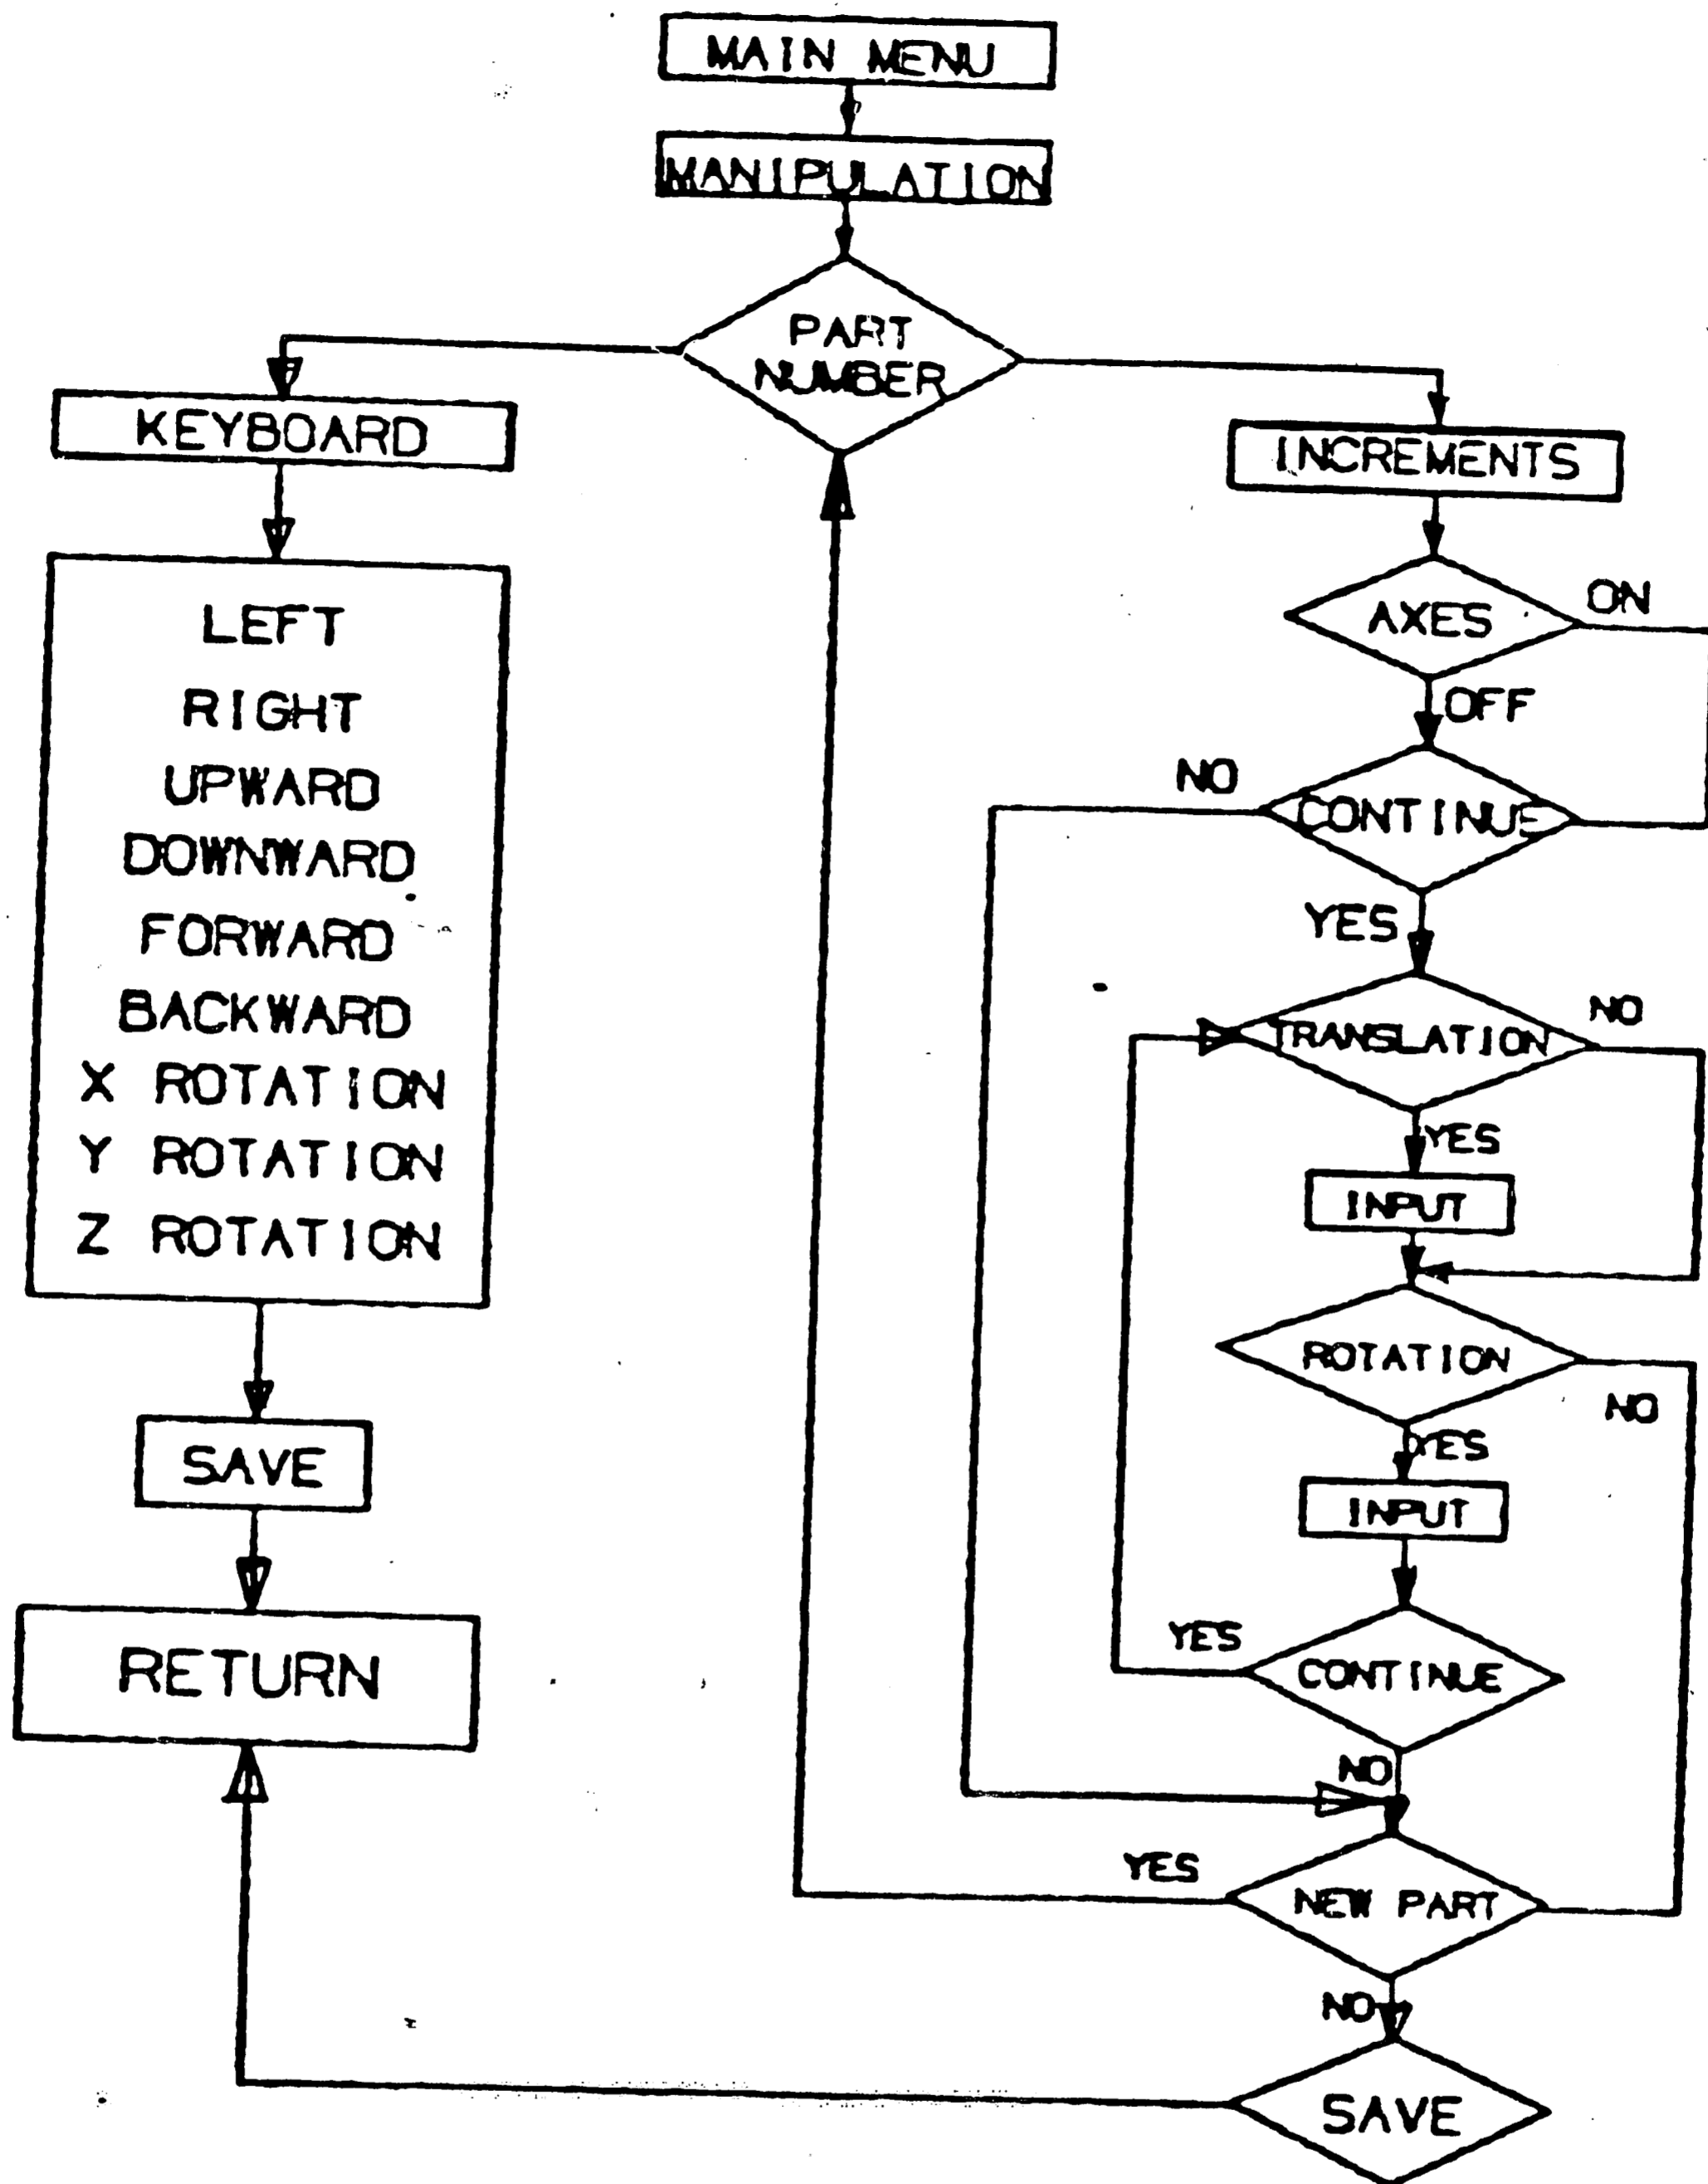 MAIN MENU
MANIPULATION
PART
NUMBER
KEYBOARD
LEFT
RIGHT
UPWARD
DOWNWARD
FORWARD
BACKWARD
X ROTATION
Y ROTATION
Z ROTATION
SAVE
RETURN
INCREMENTS
AXES
ON
OFF
CONTINUE
NO
YES
TRANSLATION
NO
YES
INPUT
ROTATION
NO
YES
INPUT
CONTINUE
YES
NO
NEW PART
YES
NO
SAVE